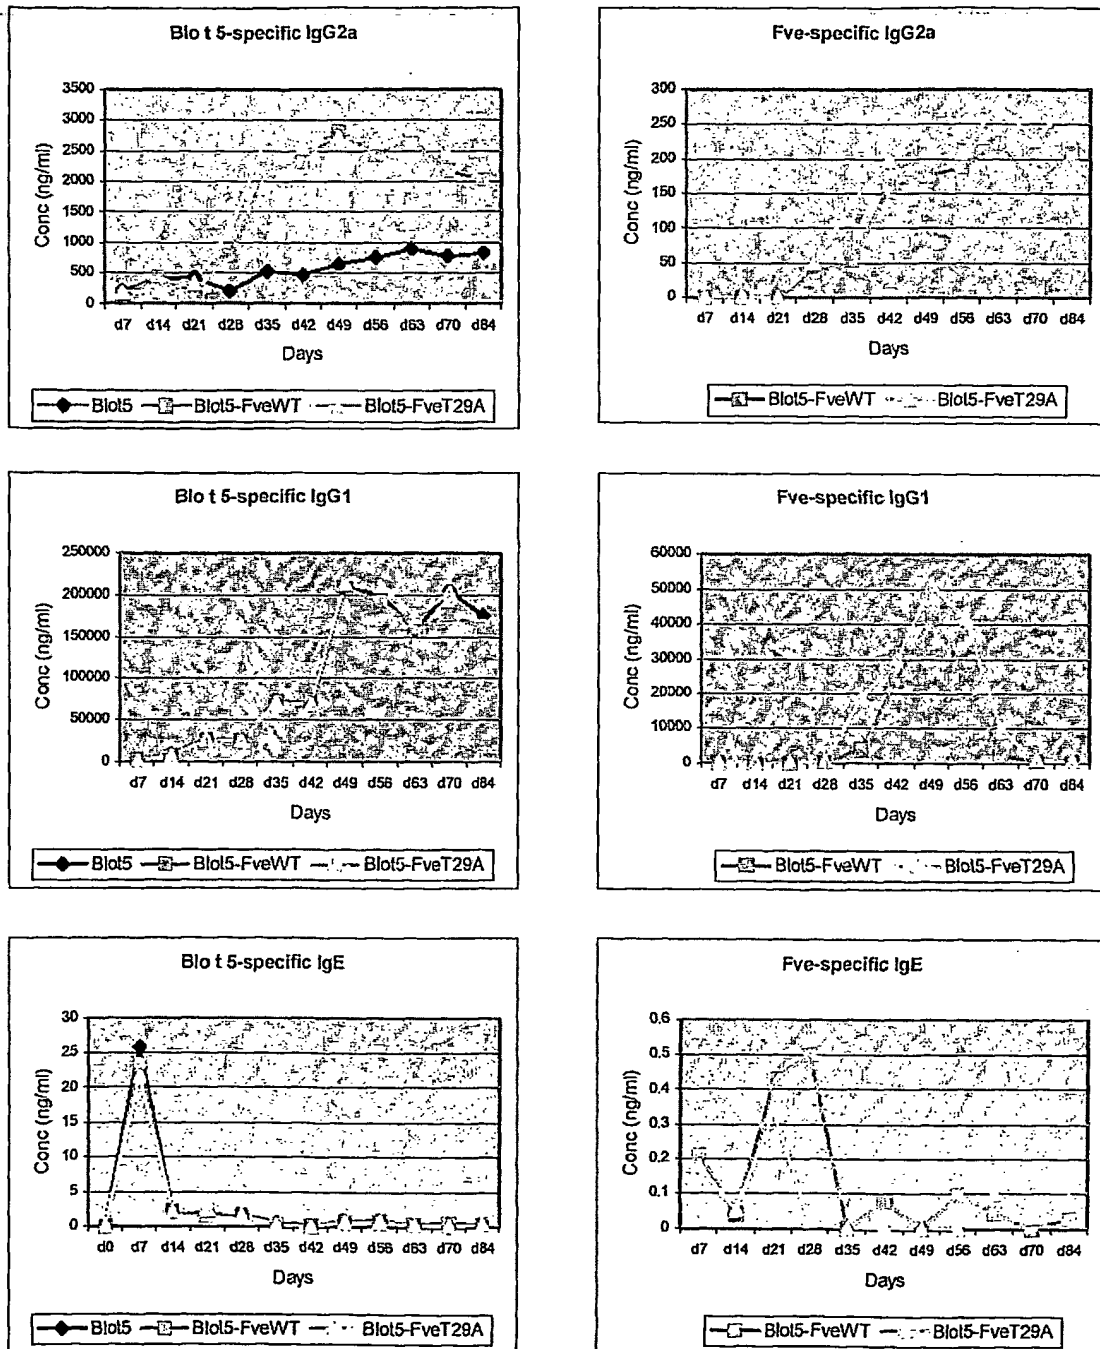 Blo t 5-specific IgG2a
3500
3000
2500
2000
1500
1000
500
0
Conc (ng/ml)
d7 d14 d21 d28 d35 d42 d49 d56 d63 d70 d84
Days
Blot5 Blot5-FveWT Blot5-FveT29A
Fve-specific IgG2a
300
250
200
150
100
50
0
Conc (ng/ml)
d7 d14 d21 d28 d35 d42 d49 d56 d63 d70 d84
Days
Blot5-FveWT Blot5-FveT29A
Blo t 5-specific IgG1
250000
200000
150000
100000
50000
0
Conc (ng/ml)
d7 d14 d21 d28 d35 d42 d49 d56 d63 d70 d84
Days
Blot5 Blot5-FveWT Blot5-FveT29A
Fve-specific IgG1
60000
50000
40000
30000
20000
10000
0
Conc (ng/ml)
d7 d14 d21 d28 d35 d42 d49 d56 d63 d70 d84
Days
Blot5-FveWT Blot5-FveT29A
Blo t 5-specific IgE
30
25
20
15
10
5
0
Conc (ng/ml)
d0 d7 d14 d21 d28 d35 d42 d49 d56 d63 d70 d84
Days
Blot5 Blot5-FveWT Blot5-FveT29A
Fve-specific IgE
0,6
0.5
0.4
0.3
0.2
0.1
0
Conc (ng/ml)
d7 d14 d21 d28 d35 d42 d49 d56 d63 d70 d84
Days
Blot5-FveWT Blot5-FveT29A